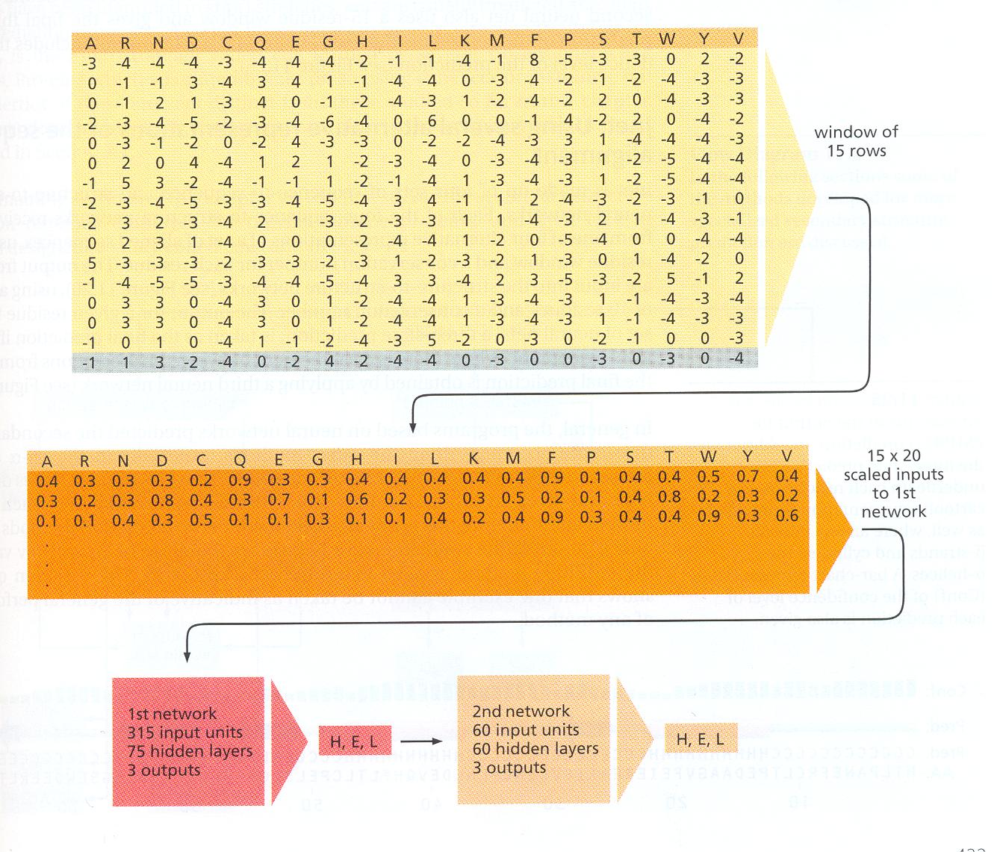 A R N D C Q E G H I L K M F P S T W Y V
-3 -4 -4 -4 -3 -4 -4 -4 -2 -1 -1 -4 -1 8 -5 -3 -3 0 2 -2
0 -1 -1 3 -4 3 4 1 -1 -4 -4 0 -3 -4 -2 -1 -2 -4 -3 -3
0 -1 2 1 -3 4 0 -1 -2 -4 -3 1 -2 -4 -2 2 0 -4 -3 -3
-2 -3 -4 -5 -2 -3 -4 -6 -4 0 6 0 0 -1 4 -2 2 0 -4 -2
0 -3 -1 -2 0 -2 4 -3 -3 0 -2 -2 -4 -3 3 1 -4 -4 -4 -3
0 2 0 4 -4 1 2 1 -2 -3 -4 0 -3 -4 -3 1 -2 -5 -4 -4
-1 5 3 -2 -4 -1 -1 1 -2 -1 -4 1 -3 -4 -3 1 -2 -5 -4 -4
-2 -3 -4 -5 -3 -3 -4 -5 -4 3 4 -1 1 2 -4 -3 -2 -3 -1 0
-2 3 2 -3 -4 2 1 -3 -2 -3 -3 1 1 -4 -3 2 1 -4 -3 -1
0 2 3 1 -4 0 0 0 -2 -4 -4 1 -2 0 -5 -4 0 0 -4 -4
5 -3 -3 -3 -2 -3 -3 -2 -3 1 -2 -3 -2 1 -3 0 1 -4 -2 0
-1 -4 -5 -5 -3 -4 -4 -5 -4 3 3 -4 2 3 -5 -3 -2 5 -1 2
0 3 3 0 -4 3 0 1 -2 -4 -4 1 -3 -4 -3 1 -1 -4 -3 -4
0 3 3 0 -4 3 0 1 -2 -4 -4 1 -3 -4 -3 1 -1 -4 -3 -3
-1 0 1 0 -4 1 -1 -2 -4 -3 5 -2 0 -3 0 -2 -1 0 0 -3
-1 1 3 -2 -4 0 -2 4 -2 -4 -4 0 -3 0 0 -3 0 -3 0 -4
window of
15 rows
A R N D C Q E G H I L K M F P S T W Y V
0.4 0.3 0.3 0.3 0.2 0.9 0.3 0.3 0.4 0.4 0.4 0.4 0.4 0.9 0.1 0.4 0.4 0.5 0.7 0.4
0.3 0.2 0.3 0.8 0.4 0.3 0.7 0.1 0.6 0.2 0.3 0.3 0.5 0.2 0.1 0.4 0.8 0.2 0.3 0.2
0.1 0.1 0.4 0.3 0.5 0.1 0.1 0.3 0.1 0.1 0.4 0.2 0.4 0.9 0.3 0.4 0.4 0.9 0.3 0.6
.
.
.
15 x 20
scaled inputs
to 1st
network
1st network
315 input units
75 hidden layers
3 outputs
H, E, L
2nd network
60 input units
60 hidden layers
3 outputs
H, E, L